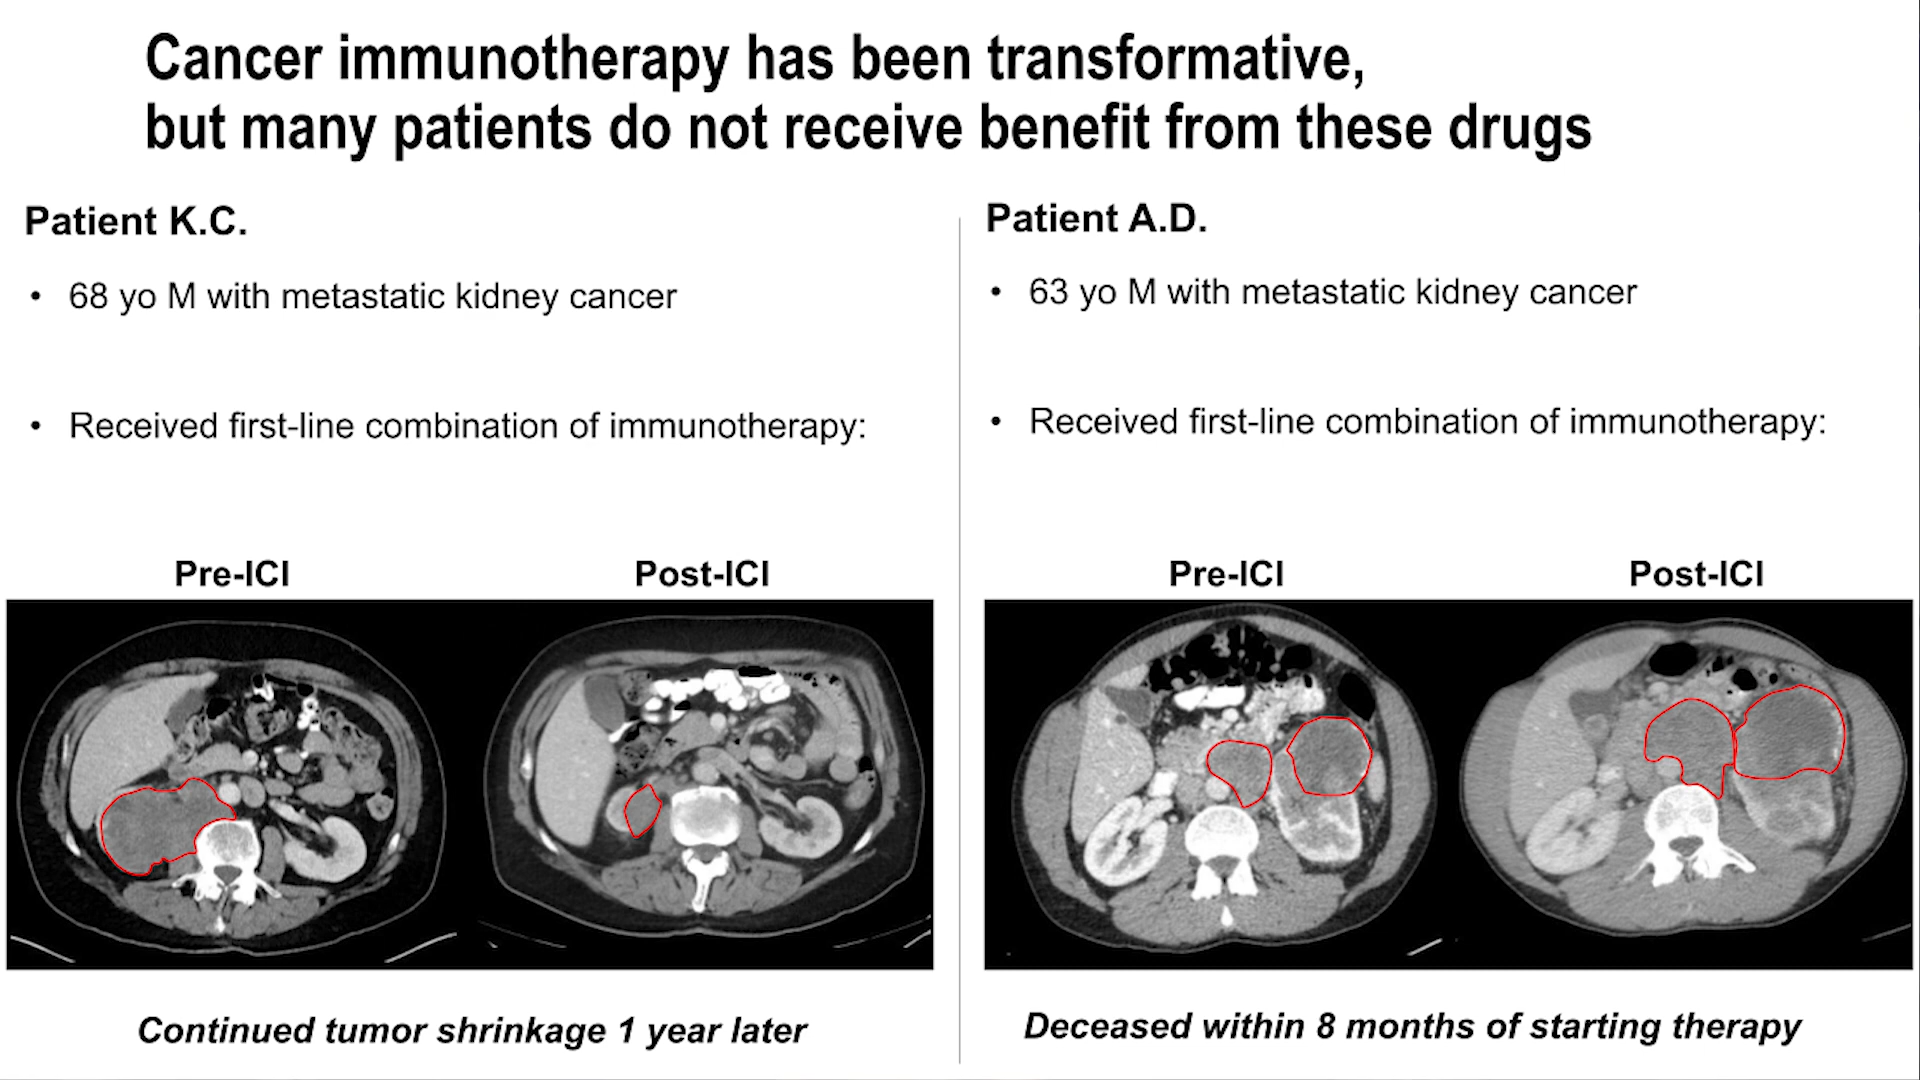 Cancer immunotherapy has been transformative,
but many patients do not receive benefit from these drugs
Patient K.C.
• 68 yo M with metastatic kidney cancer
• Received first-line combination of immunotherapy:
Pre-ICI
Post-ICI
Continued tumor shrinkage 1 year later
Patient A.D.
• 63 yo M with metastatic kidney cancer
• Received first-line combination of immunotherapy:
Pre-ICI
Post-ICI
Deceased within 8 months of starting therapy